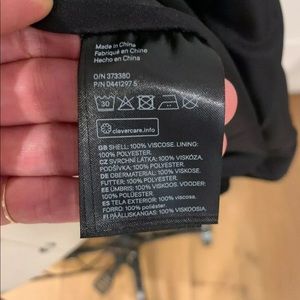 Made in China
Fabriqué en Chine
Hecho en China
O/N 373380
P/N 0441297.5
30
clevercare.info
GB SHELL: 100% VISCOSE. LINING:
100% POLYESTER.
CZ SVRCHNÍ LÁTKA: 100% VISKÓZA,
PODŠÍVKA: 100% POLYESTER.
DE OBERMATERIAL: 100% VISKOSE.
FUTTER: 100% POLYESTER.
EE ÜMBRIS: 100% VISKOOS. VOODER:
100% POLÜESTER.
ES TELA EXTERIOR: 100% viscosa.
FORRO: 100% poliéster.
FI PÄÄLLIKANGAS: 100% VISKOOSIA.